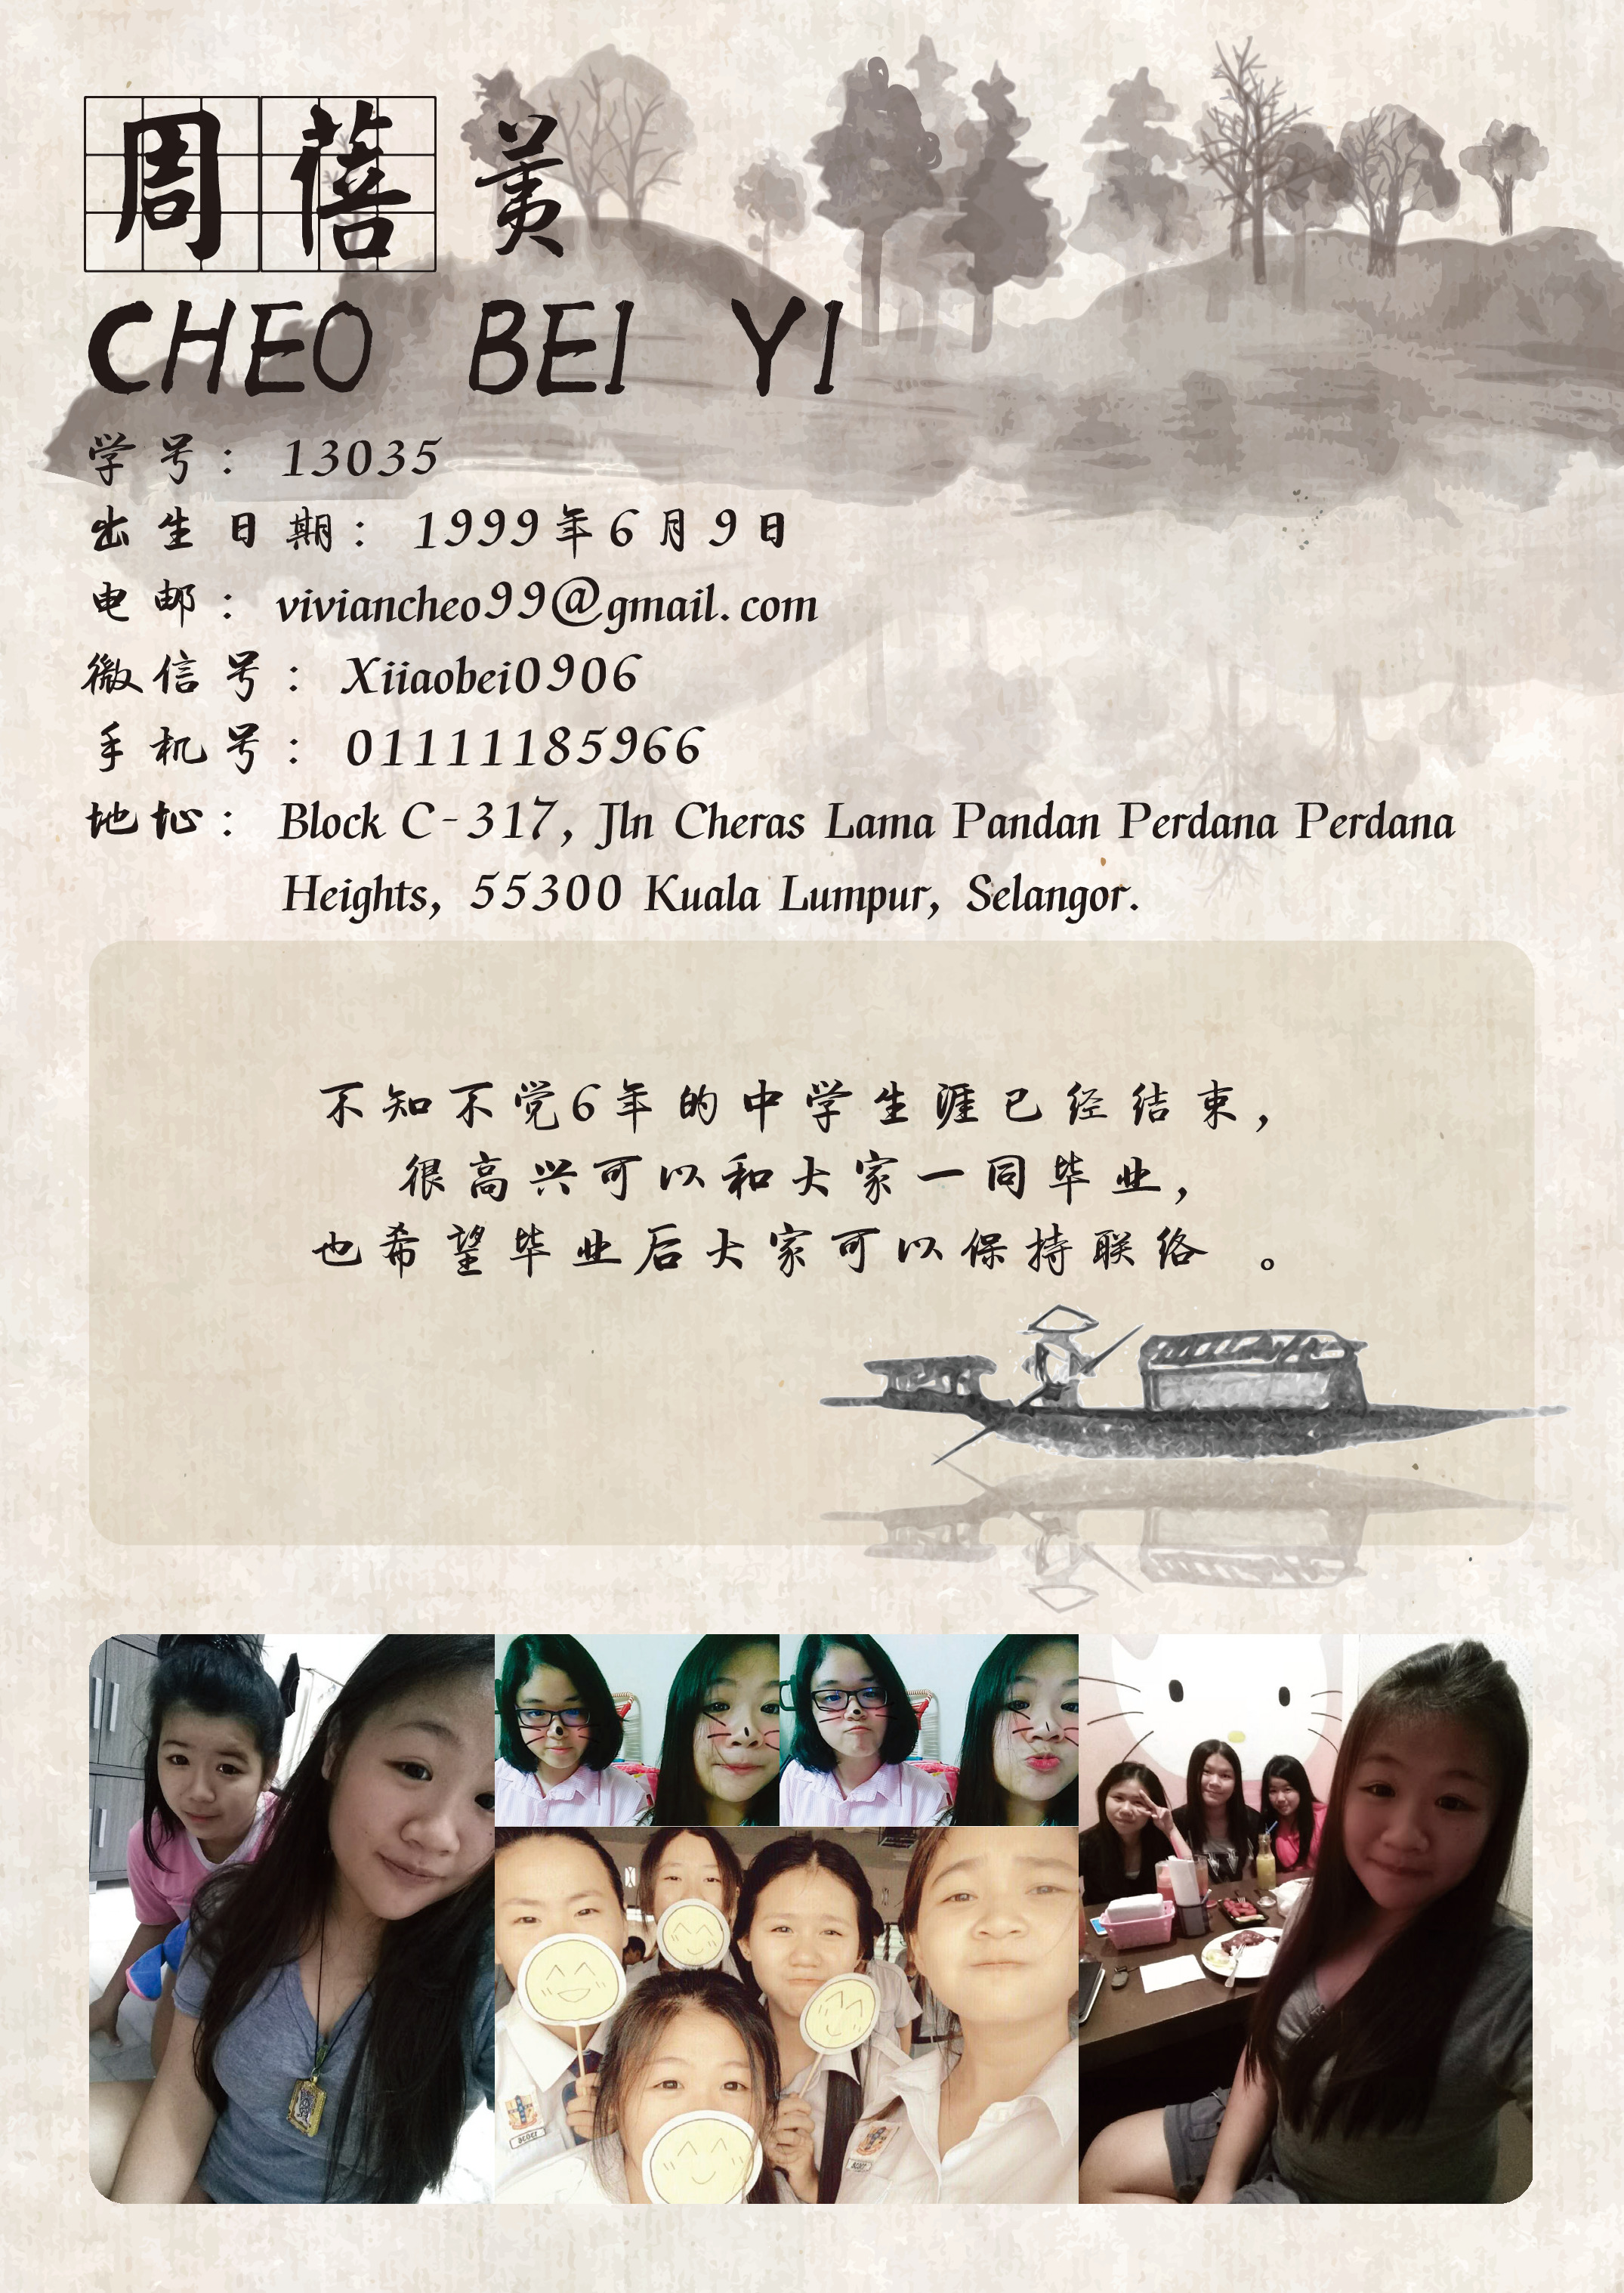 周蓓荑
CHEO BEI YI
学号： 13035
出生日期： 1999年6月9日
电邮： viviancheo99@gmail.com
微信号： Xiiaobei0906
手机号： 01111185966
地址： Block C-317, Jln Cheras Lama Pandan Perdana Perdana
Heights, 55300 Kuala Lumpur, Selangor.
不知不觉6年的中学生涯已经结束，
很高兴可以和大家一同毕业，
也希望毕业后大家可以保持联络 。